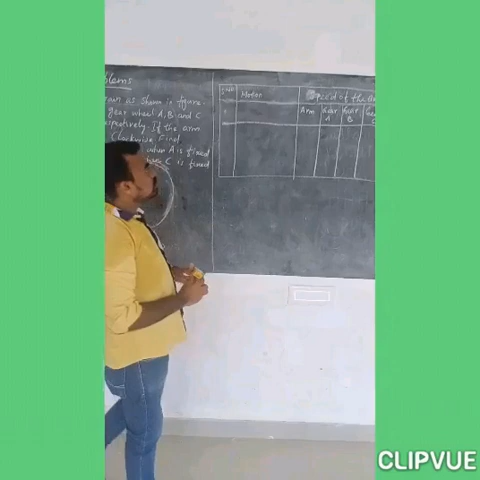 blems
rown as shown in figure.
gear wheel A, B and C
respectively. If the arm
clockwise Find
when A is fixed
C is fixed
Motion
Speed of the
Arm
Gear A
Gear B
CLIPVUE